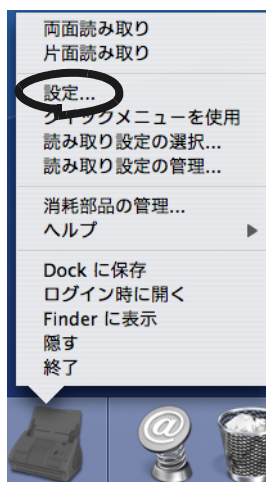 両面読み取り
片面読み取り
設定...
クイックメニューを使用
読み取り設定の選択...
読み取り設定の管理...
消耗部品の管理...
ヘルプ
Dock に保存
ログイン時に開く
Finder に表示
隠す
終了
@